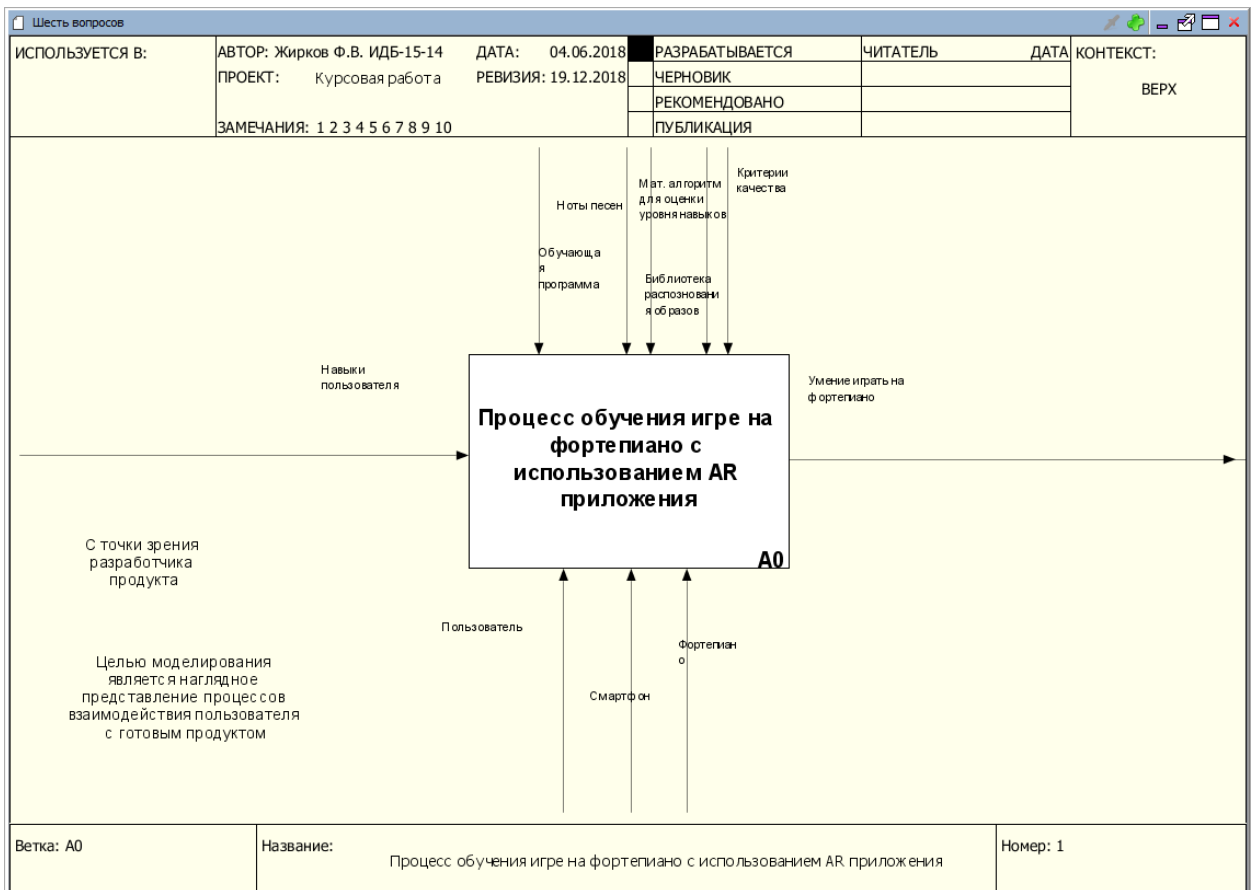 Шесть вопросов
ИСПОЛЬЗУЕТСЯ В:
АВТОР: Жирков Ф.В. ИДБ-15-14
ДАТА: 04.06.2018
РАЗРАБАТЫВАЕТСЯ
ЧИТАТЕЛЬ
ДАТА
КОНТЕКСТ:
ПРОЕКТ: Курсовая работа
РЕВИЗИЯ: 19.12.2018
ЧЕРНОВИК
ВЕРХ
РЕКОМЕНДОВАНО
ЗАМЕЧАНИЯ: 1 2 3 4 5 6 7 8 9 10
ПУБЛИКАЦИЯ
Обучающа
я
программа
Ноты песен
Мат. алгоритм
для оценки
уровня навыков
Библиотека
распозновани
я образов
Критерии
качества
Навыки
пользователя
Процесс обучения игре на
фортепиано с
использованием AR
приложения
A0
Умение играть на
фортепиано
С точки зрения
разработчика
продукта
Целью моделирования
является наглядное
представление процессов
взаимодействия пользователя
с готовым продуктом
Пользователь
Смартфон
Фортепиан
о
Ветка: A0
Название:
Процесс обучения игре на фортепиано с использованием AR приложения
Номер: 1